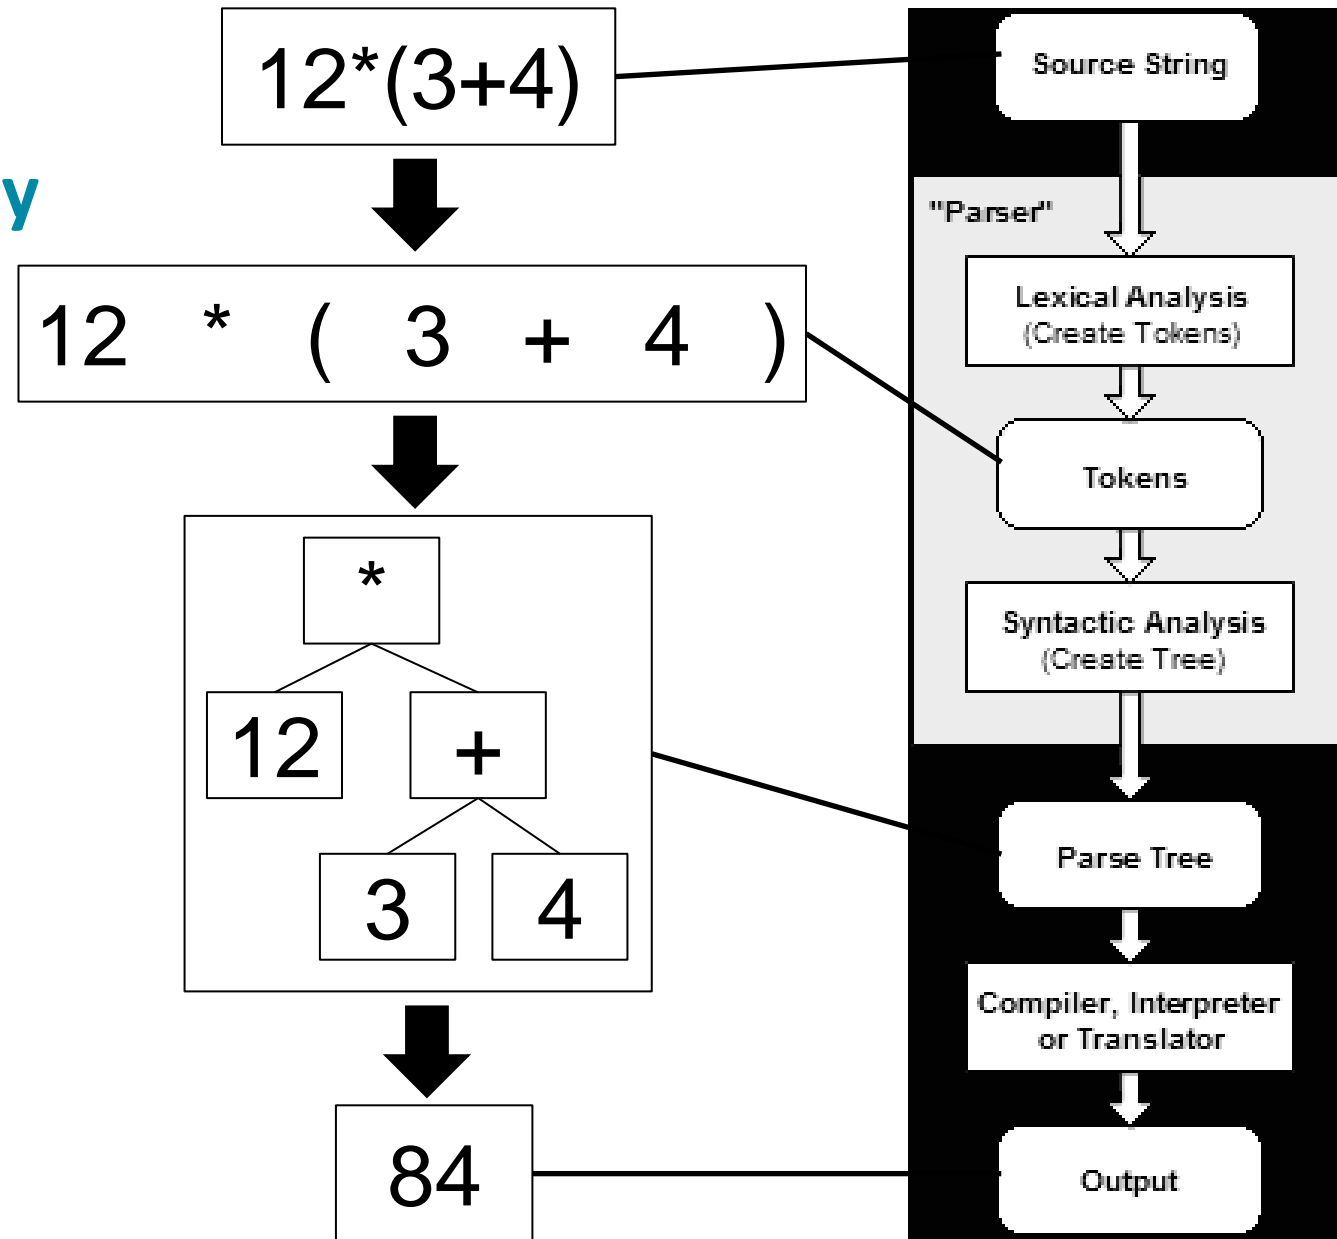 12*(3+4)
y
12 * ( 3 + 4 )
*
12 +
3 4
84
Source String
"Parser"
Lexical Analysis
(Create Tokens)
Tokens
Syntactic Analysis
(Create Tree)
Parse Tree
Compiler, Interpreter
or Translator
Output